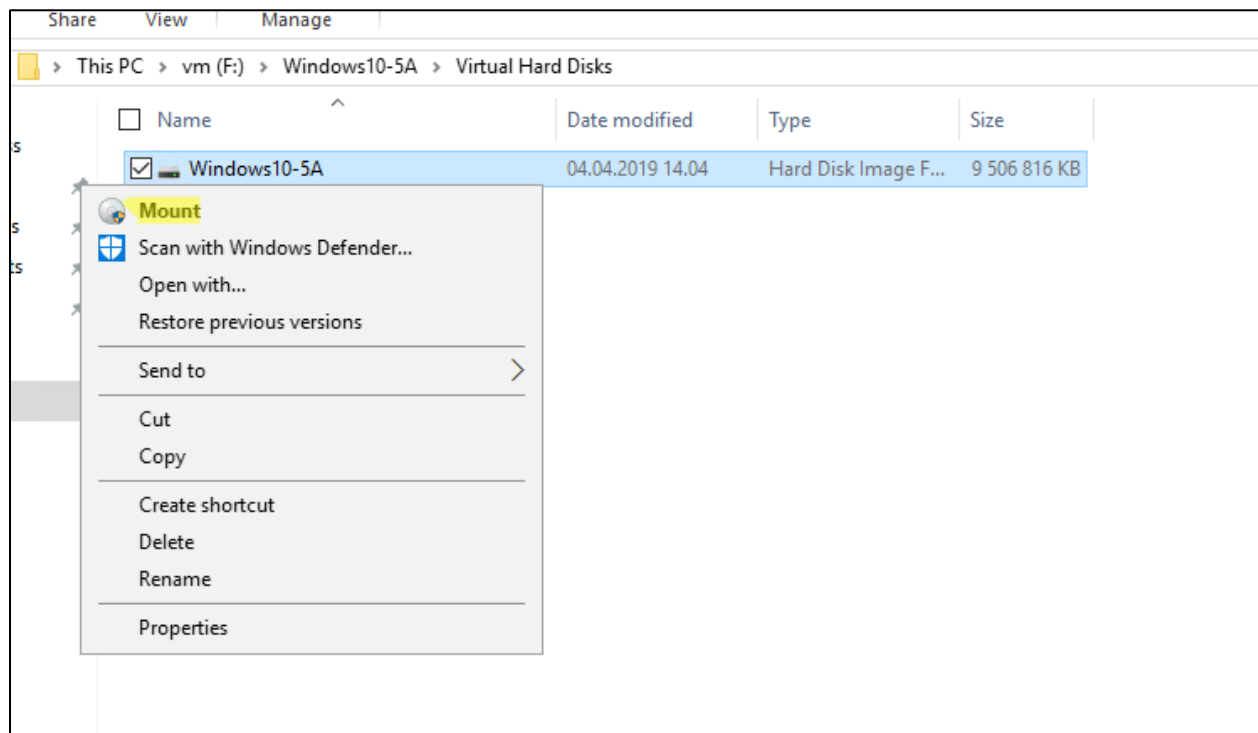 Share View Manage
This PC > vm (F:) > Windows10-5A > Virtual Hard Disks
Name Date modified Type Size
Windows10-5A 04.04.2019 14.04 Hard Disk Image F... 9 506 816 KB
Mount
Scan with Windows Defender...
Open with...
Restore previous versions
Send to
Cut
Copy
Create shortcut
Delete
Rename
Properties